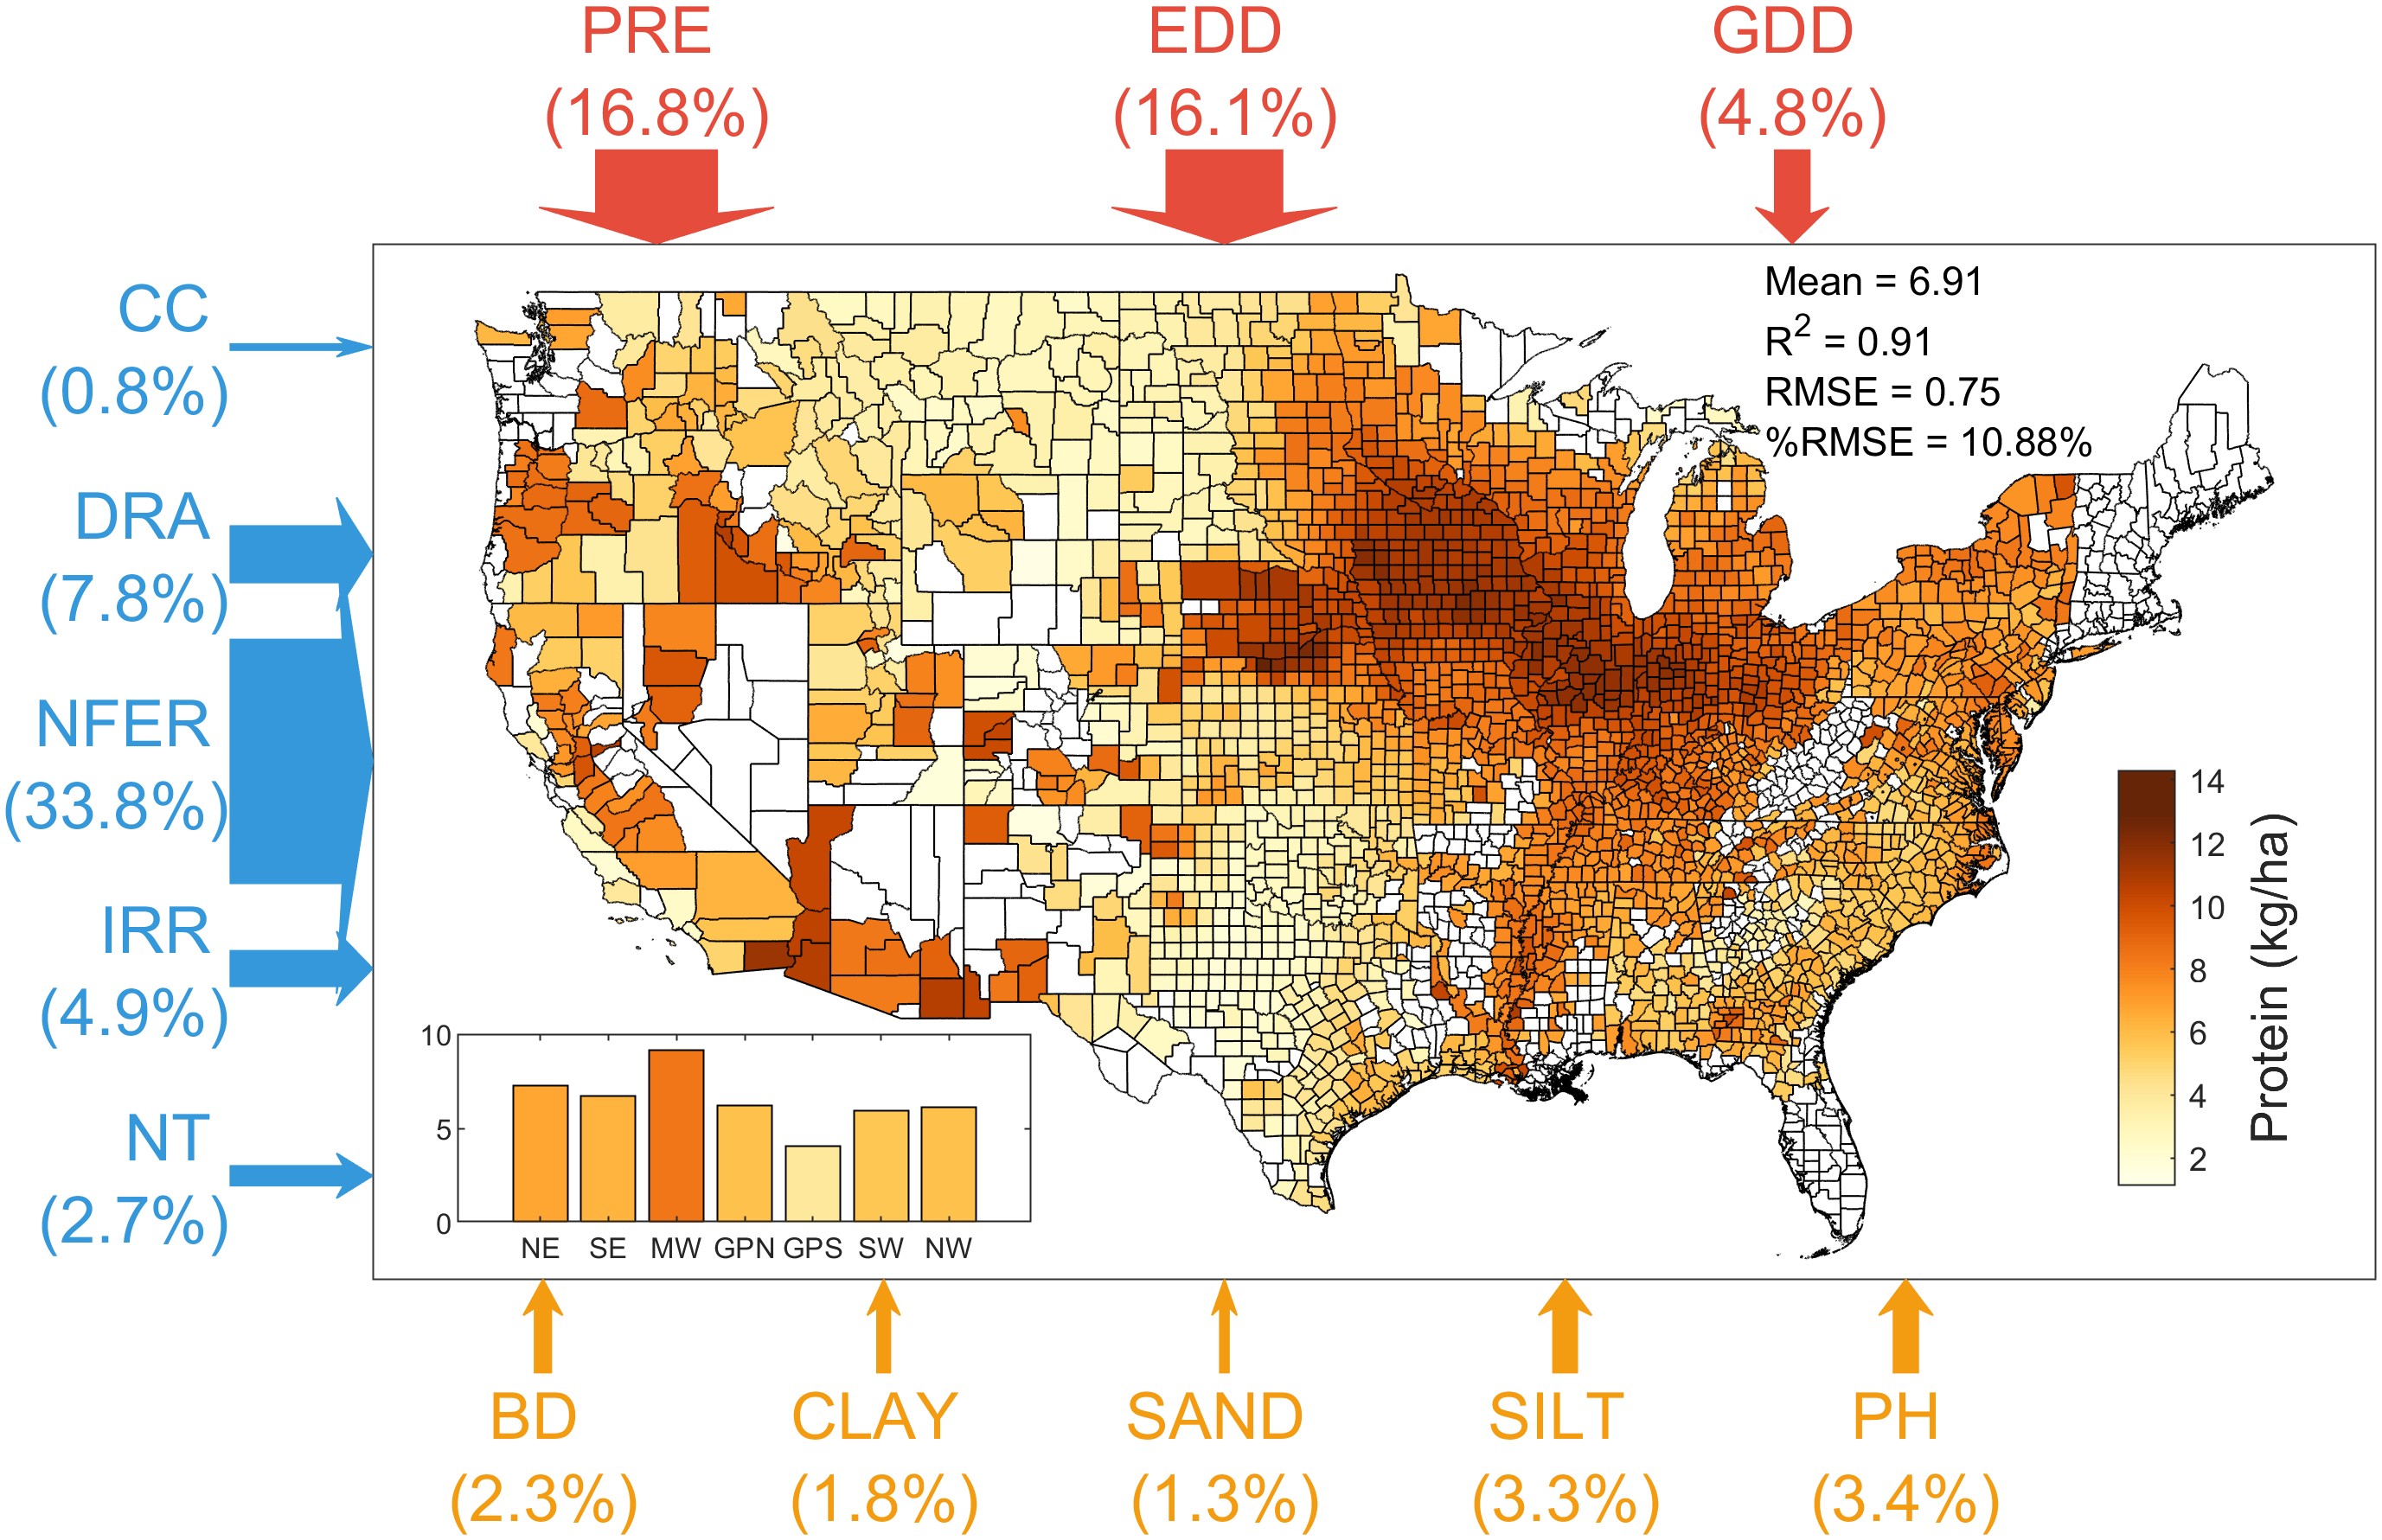 PRE
(16.8%)
EDD
(16.1%)
GDD
(4.8%)
CC
(0.8%)
DRA
(7.8%)
NFER
(33.8%)
IRR
(4.9%)
NT
(2.7%)
Mean = 6.91
R² = 0.91
RMSE = 0.75
%RMSE = 10.88%
14
12
10
8
6
4
2
Protein (kg/ha)
10
5
0
NE SE MW GPN GPS SW NW
BD
(2.3%)
CLAY
(1.8%)
SAND
(1.3%)
SILT
(3.3%)
PH
(3.4%)